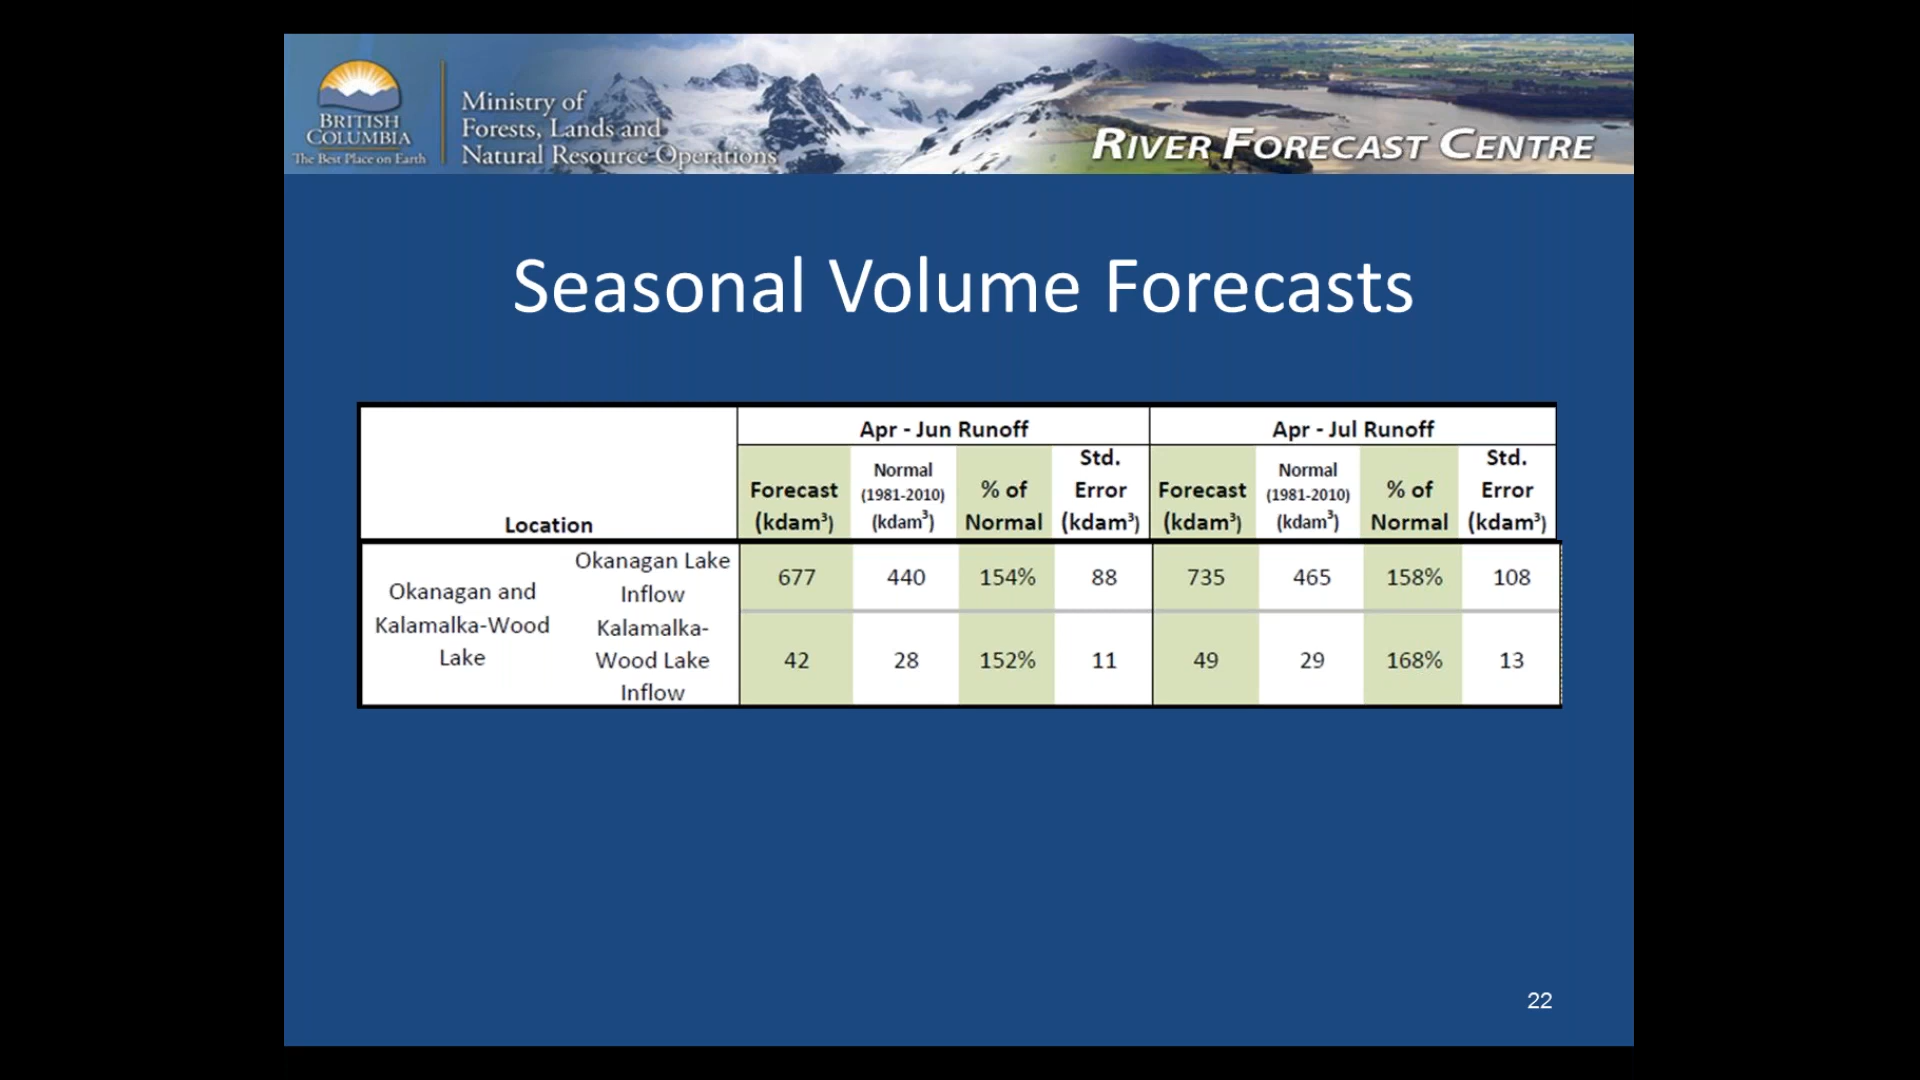 BRITISH
COLUMBIA
The Best Place on Earth
Ministry of
Forests, Lands and
Natural Resource Operations
RIVER FORECAST CENTRE
Seasonal Volume Forecasts
Location
Apr - Jun Runoff
Apr - Jul Runoff
Forecast
(kdam³)
Normal
(1981-2010)
(kdam³)
% of
Normal
Std.
Error
(kdam³)
Forecast
(kdam³)
Normal
(1981-2010)
(kdam³)
% of
Normal
Std.
Error
(kdam³)
Okanagan and
Kalamalka-Wood
Lake
Okanagan Lake
Inflow
677 440 154% 88 735 465 158% 108
Kalamalka-
Wood Lake
Inflow
42 28 152% 11 49 29 168% 13
22